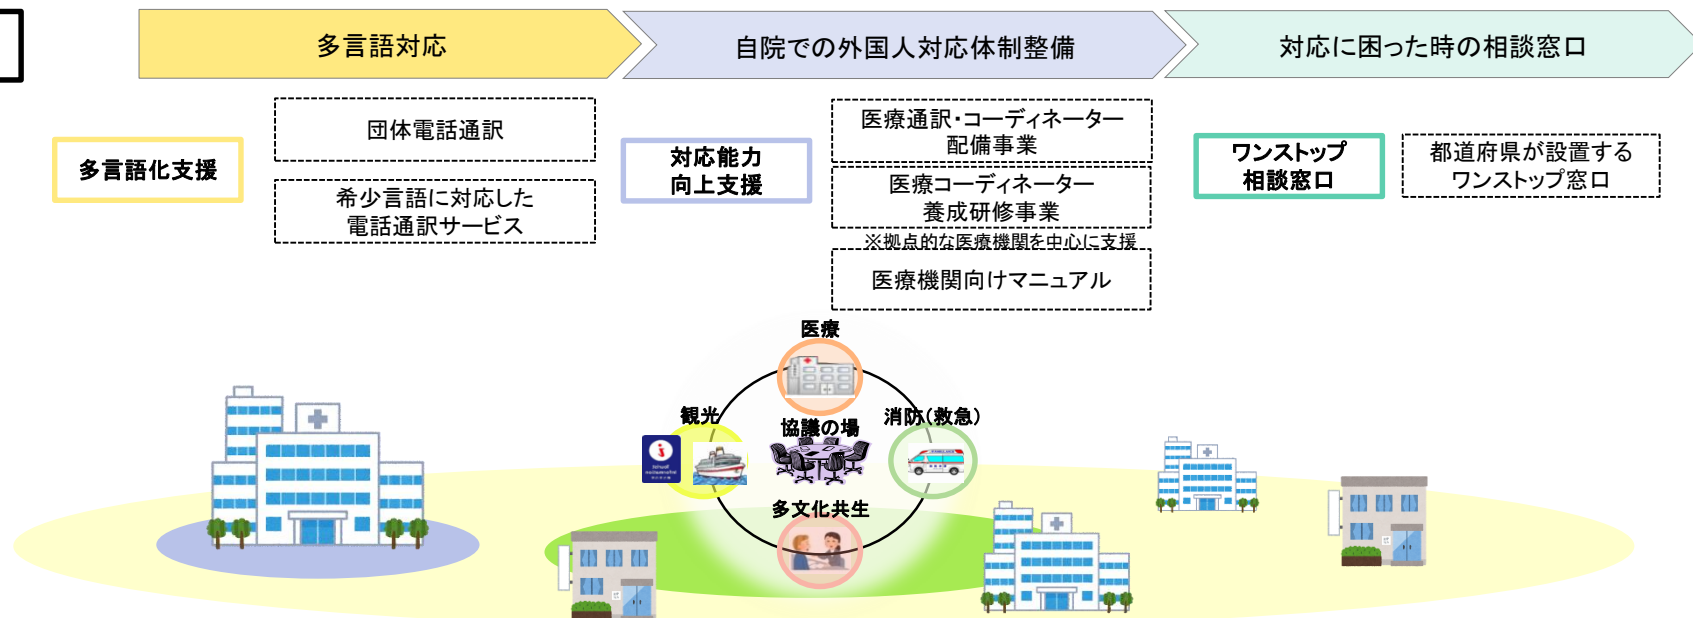 多言語対応
自院での外国人対応体制整備
対応に困った時の相談窓口
多言語化支援
団体電話通訳
希少言語に対応した
電話通訳サービス
対応能力
向上支援
医療通訳・コーディネーター
配備事業
医療コーディネーター
養成研修事業
※拠点的な医療機関を中心に支援
医療機関向けマニュアル
ワンストップ
相談窓口
都道府県が設置する
ワンストップ窓口
医療
観光
協議の場
消防(救急)
多文化共生